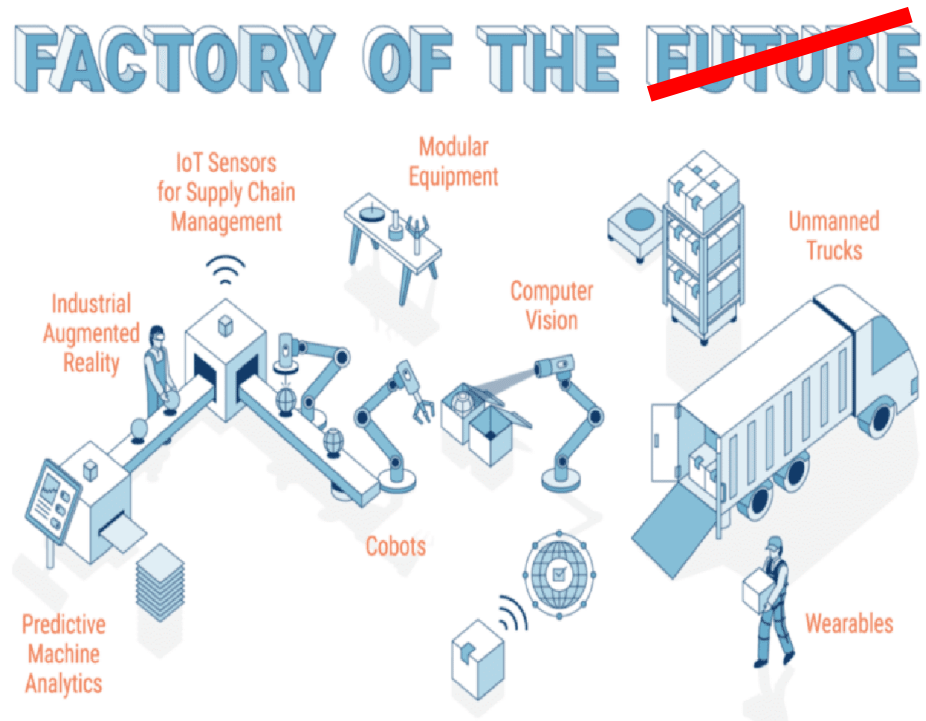 FACTORY OF THE FUTURE
IoT Sensors
for Supply Chain
Management
Modular
Equipment
Unmanned
Trucks
Industrial
Augmented
Reality
Computer
Vision
Cobots
Predictive
Machine
Analytics
Wearables